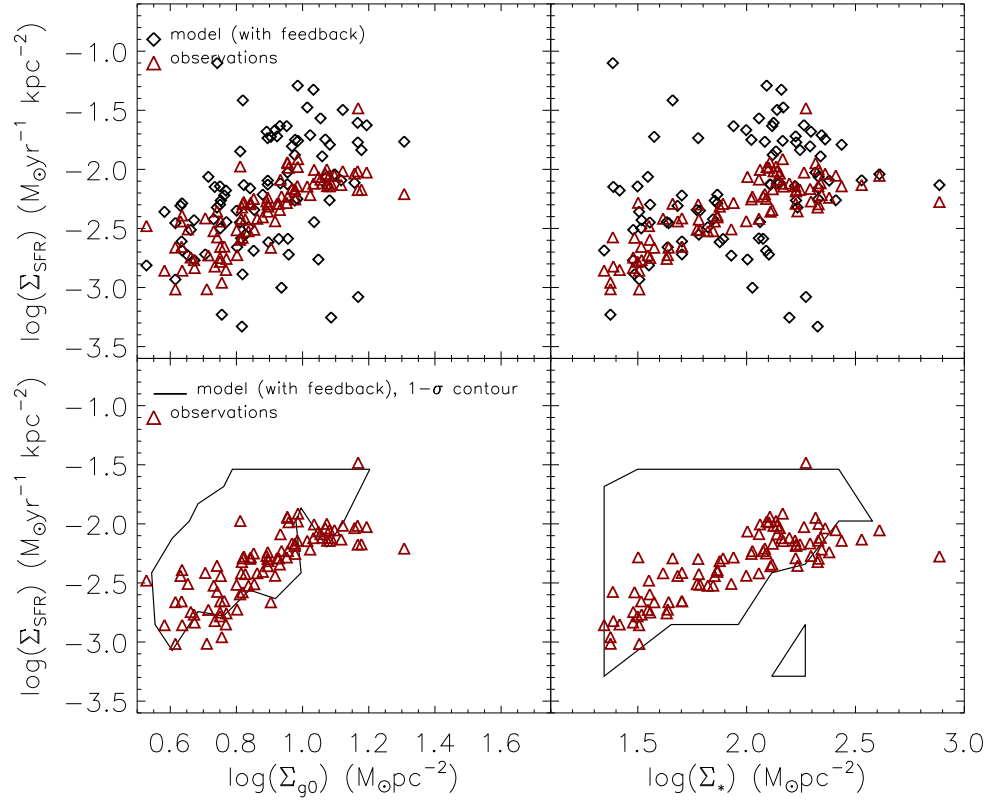 model (with feedback)
observations
−1.0
−1.5
−2.0
−2.5
−3.0
−3.5
log(Σ_SFR) (M_⊙yr^−1 kpc^−2)
model (with feedback), 1−σ contour
observations
−1.0
−1.5
−2.0
−2.5
−3.0
−3.5
log(Σ_SFR) (M_⊙yr^−1 kpc^−2)
0.6 0.8 1.0 1.2 1.4 1.6
1.5 2.0 2.5 3.0
log(Σ_g0) (M_⊙pc^−2)
log(Σ_*) (M_⊙pc^−2)